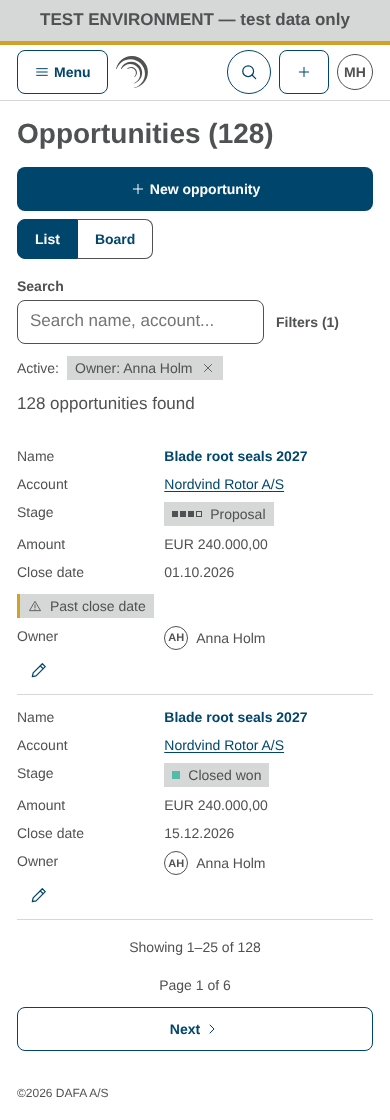 TEST ENVIRONMENT — test data only
Menu
MH
Opportunities (128)
New opportunity
List Board
Search
Search name, account...
Filters (1)
Active: Owner: Anna Holm
128 opportunities found
Name Blade root seals 2027
Account Nordvind Rotor A/S
Stage Proposal
Amount EUR 240.000,00
Close date 01.10.2026
Past close date
Owner AH Anna Holm
Name Blade root seals 2027
Account Nordvind Rotor A/S
Stage Closed won
Amount EUR 240.000,00
Close date 15.12.2026
Owner AH Anna Holm
Showing 1–25 of 128
Page 1 of 6
Next
©2026 DAFA A/S